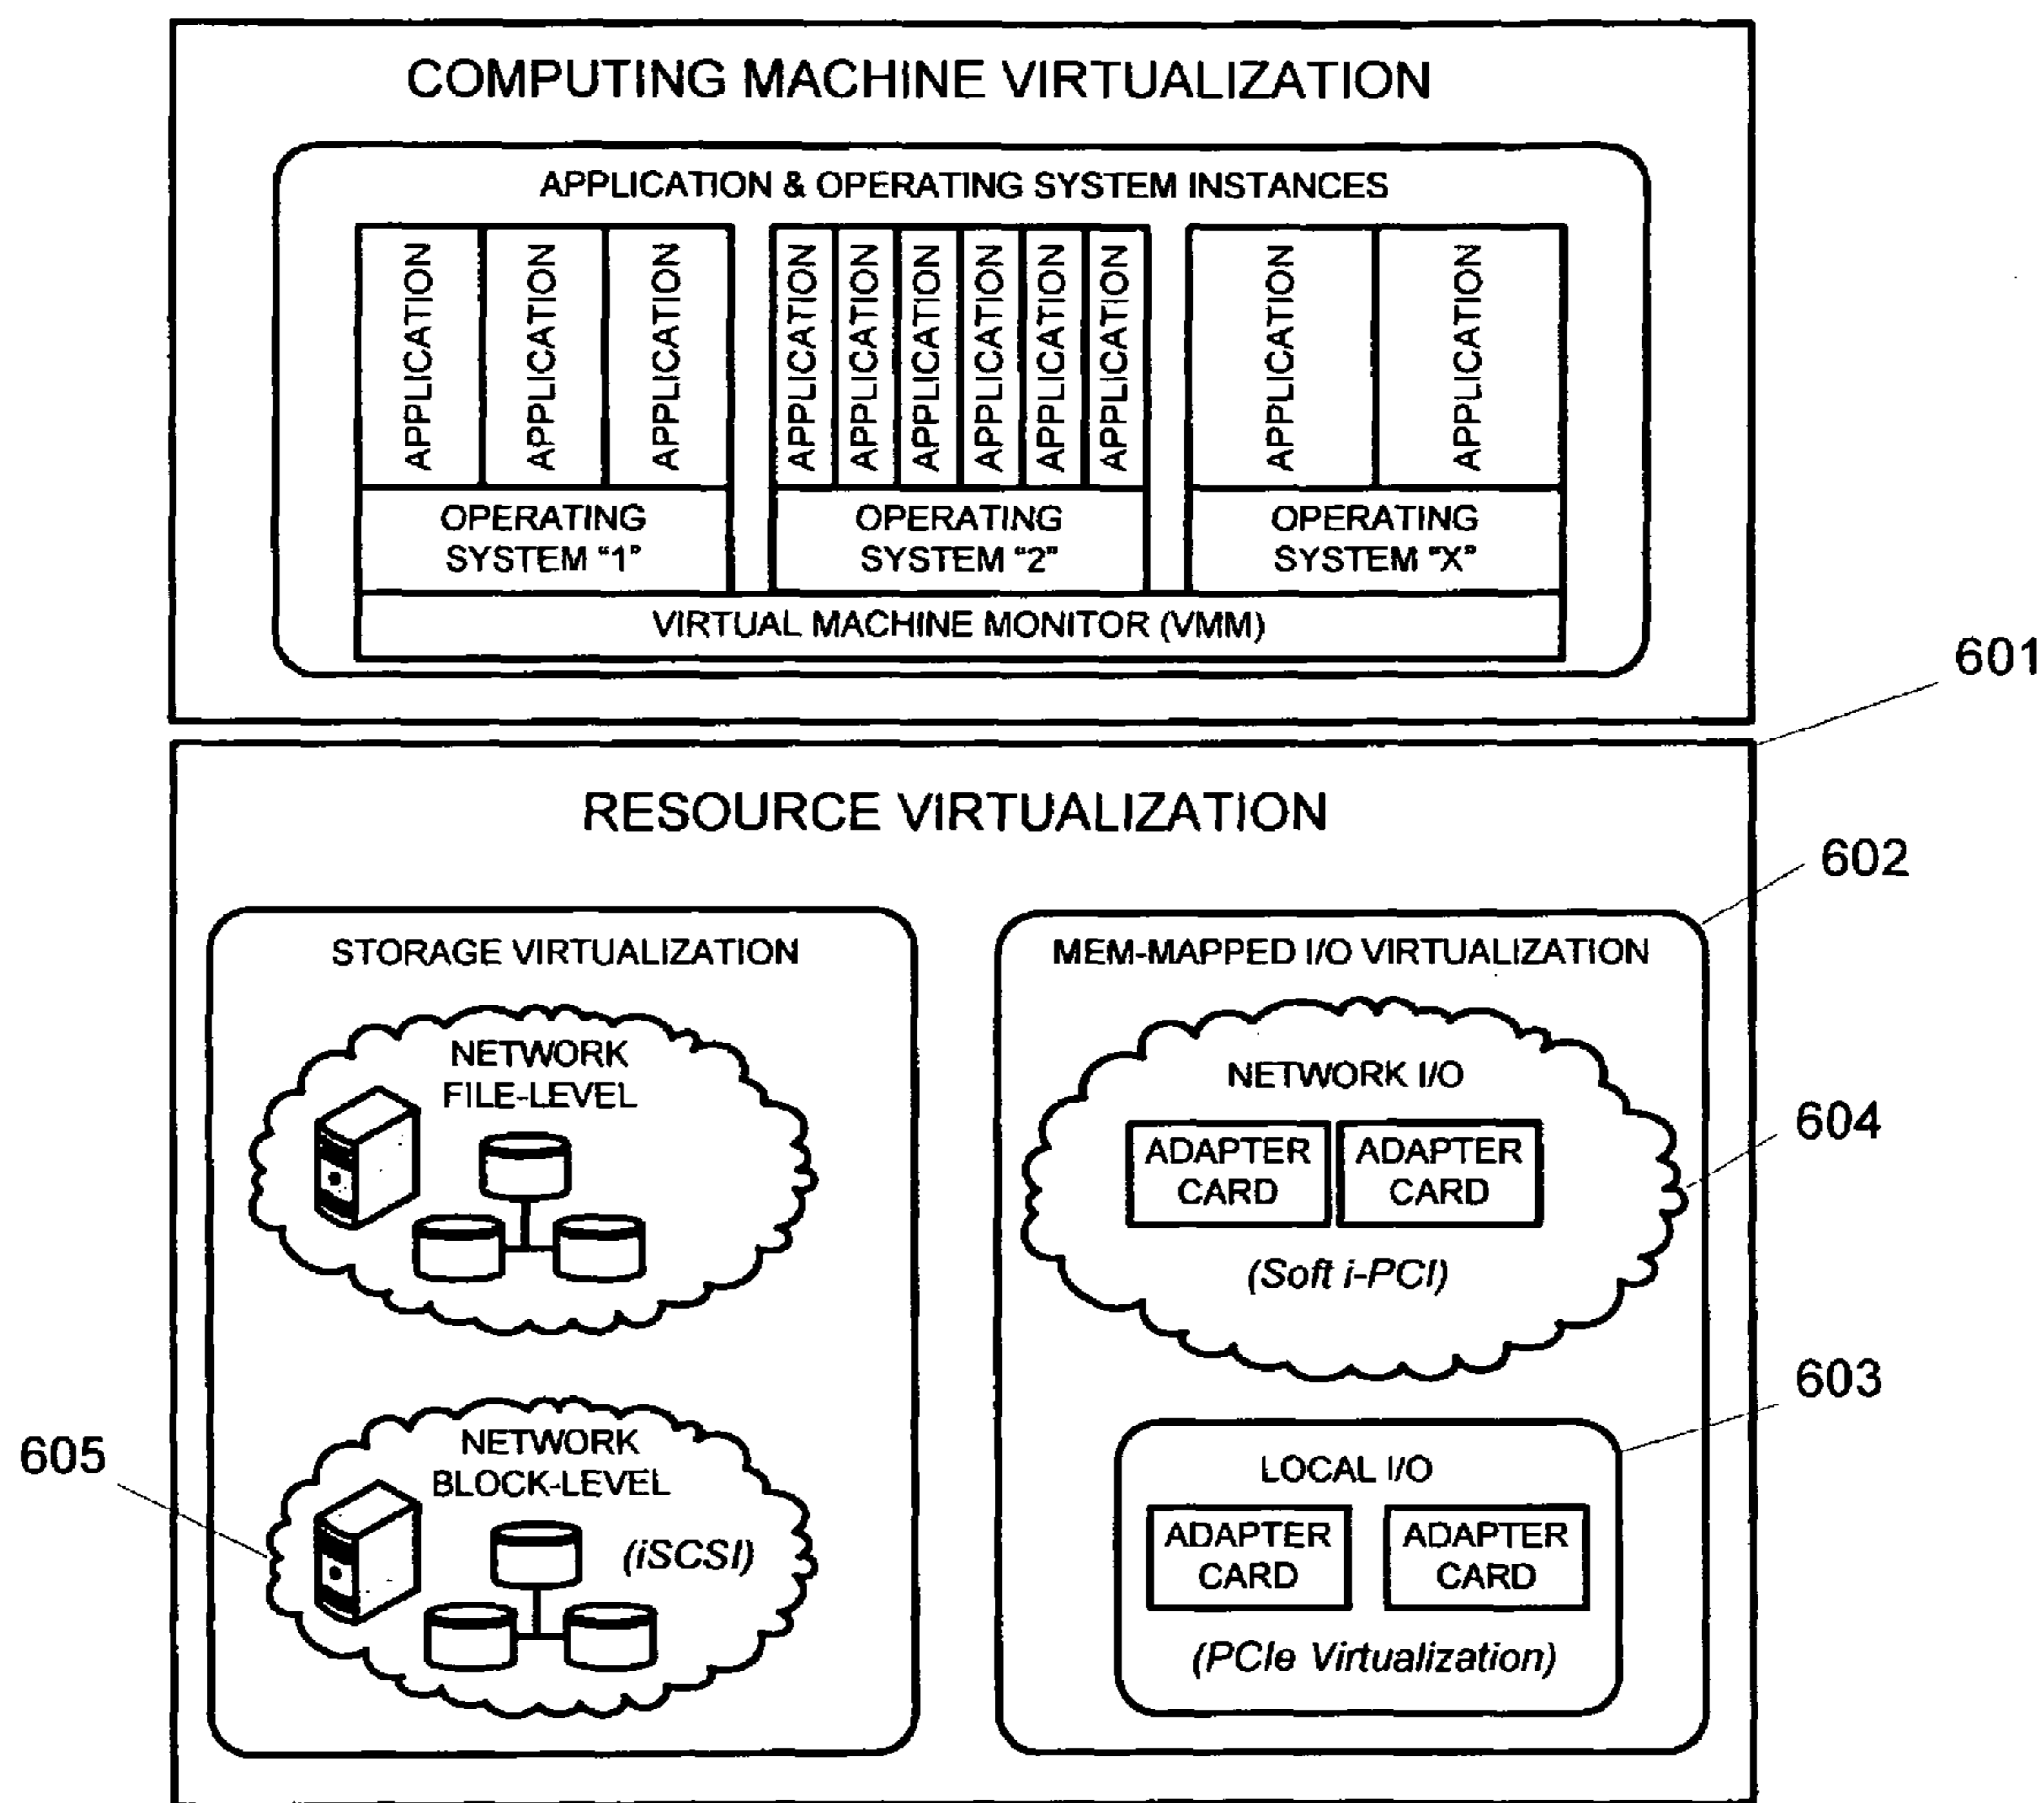 COMPUTING MACHINE VIRTUALIZATION
APPLICATION & OPERATING SYSTEM INSTANCES
APPLICATION
APPLICATION
APPLICATION
APPLICATION
APPLICATION
APPLICATION
APPLICATION
APPLICATION
APPLICATION
APPLICATION
APPLICATION
OPERATING
SYSTEM "1"
OPERATING
SYSTEM "2"
OPERATING
SYSTEM "X"
VIRTUAL MACHINE MONITOR (VMM)
601
RESOURCE VIRTUALIZATION
602
STORAGE VIRTUALIZATION
NETWORK
FILE-LEVEL
605
NETWORK
BLOCK-LEVEL
(iSCSI)
MEM-MAPPED I/O VIRTUALIZATION
NETWORK I/O
ADAPTER
CARD
ADAPTER
CARD
(Soft i-PCI)
604
603
LOCAL I/O
ADAPTER
CARD
ADAPTER
CARD
(PCIe Virtualization)